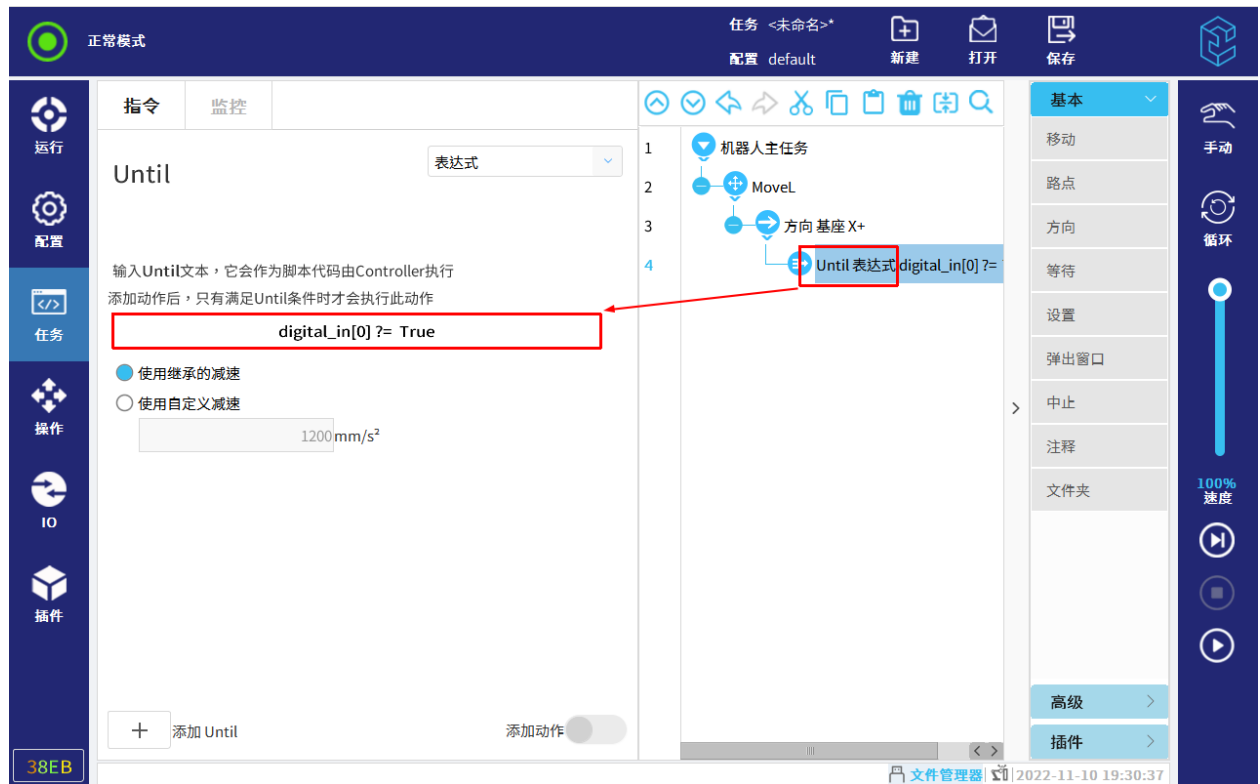 正常模式
任务 <未命名>*
配置 default
新建
打开
保存
运行
配置
任务
操作
IO
插件
38EB
指令
监控
Until
表达式
输入Until文本，它会作为脚本代码由Controller执行
添加动作后，只有满足Until条件时才会执行此动作
digital_in[0] ?= True
使用继承的减速
使用自定义减速
1200 mm/s²
添加 Until
添加动作
1 机器人主任务
2 MoveL
3 方向 基座 X+
4 Until 表达式 digital_in[0] ?=
基本
移动
路点
方向
等待
设置
弹出窗口
中止
注释
文件夹
高级
插件
手动
循环
100%
速度
文件管理器
2022-11-10 19:30:37